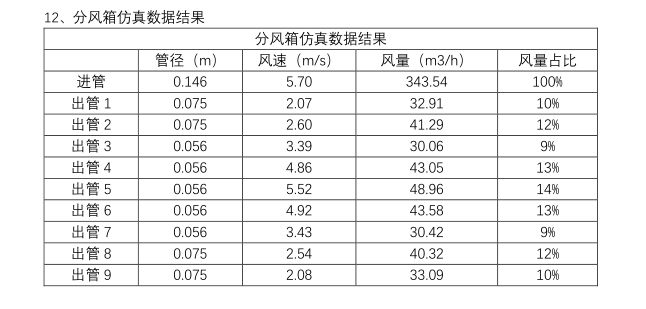 12、分风箱仿真数据结果
分风箱仿真数据结果
管径（m） 风速（m/s） 风量（m3/h） 风量占比
进管 0.146 5.70 343.54 100%
出管 1 0.075 2.07 32.91 10%
出管 2 0.075 2.60 41.29 12%
出管 3 0.056 3.39 30.06 9%
出管 4 0.056 4.86 43.05 13%
出管 5 0.056 5.52 48.96 14%
出管 6 0.056 4.92 43.58 13%
出管 7 0.056 3.43 30.42 9%
出管 8 0.075 2.54 40.32 12%
出管 9 0.075 2.08 33.09 10%